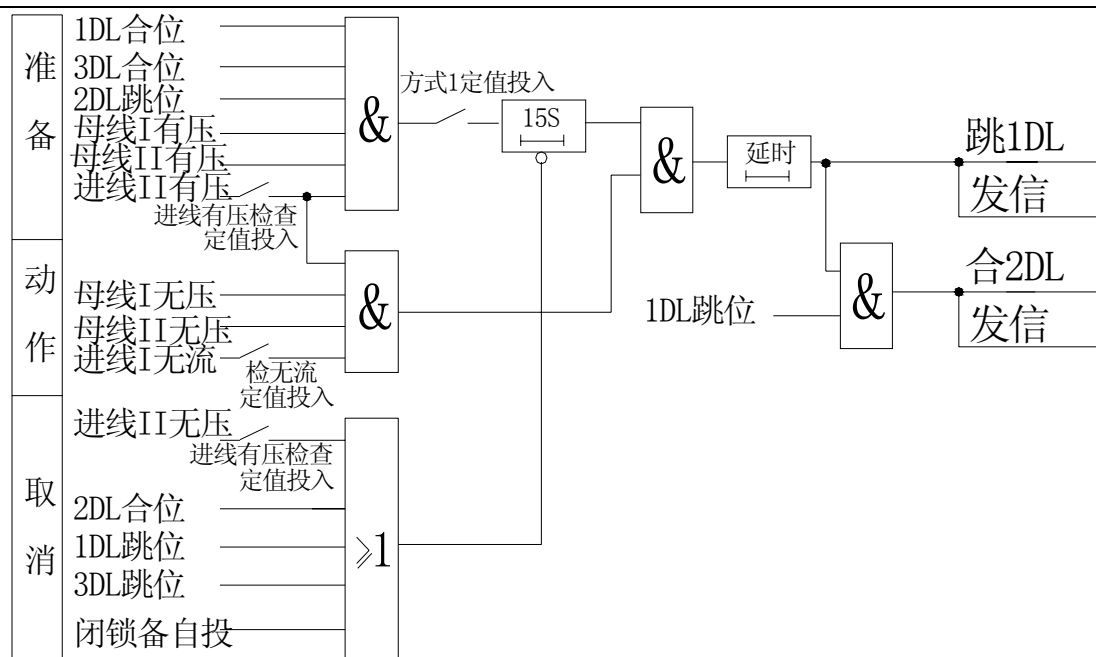 准
备
1DL合位
3DL合位
2DL跳位
母线I有压
母线II有压
进线II有压
进线有压检查
定值投入
&
方式1定值投入
15S
&
延时
跳1DL
发信
动
作
母线I无压
母线II无压
进线I无流
检无流
定值投入
&
1DL跳位
&
合2DL
发信
取
消
进线II无压
进线有压检查
定值投入
2DL合位
1DL跳位
3DL跳位
闭锁备自投
⩾1